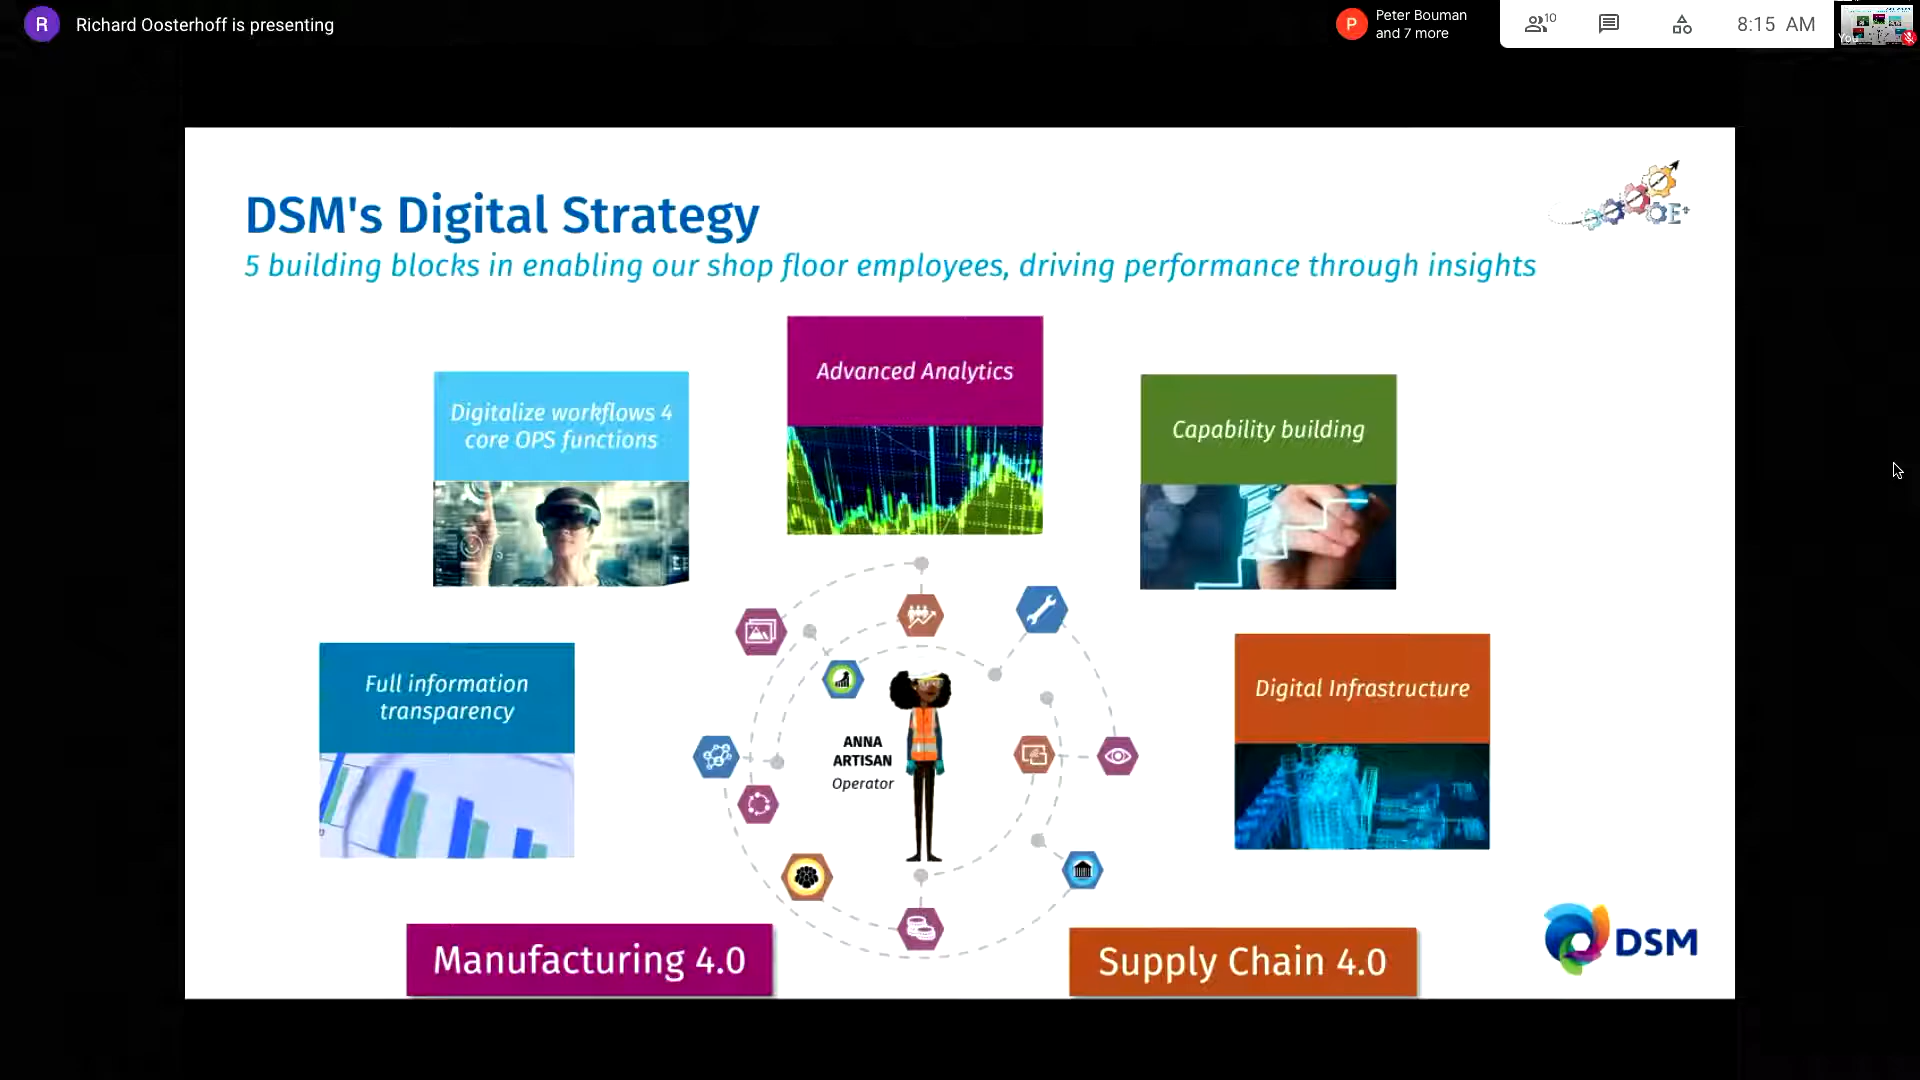 R
Richard Oosterhoff is presenting
P
Peter Bouman
and 7 more
10
8:15 AM
You
DSM's Digital Strategy
5 building blocks in enabling our shop floor employees, driving performance through insights
OE+
Advanced Analytics
Digitalize workflows 4
core OPS functions
Capability building
Full information
transparency
Digital Infrastructure
ANNA
ARTISAN
Operator
Manufacturing 4.0
Supply Chain 4.0
DSM